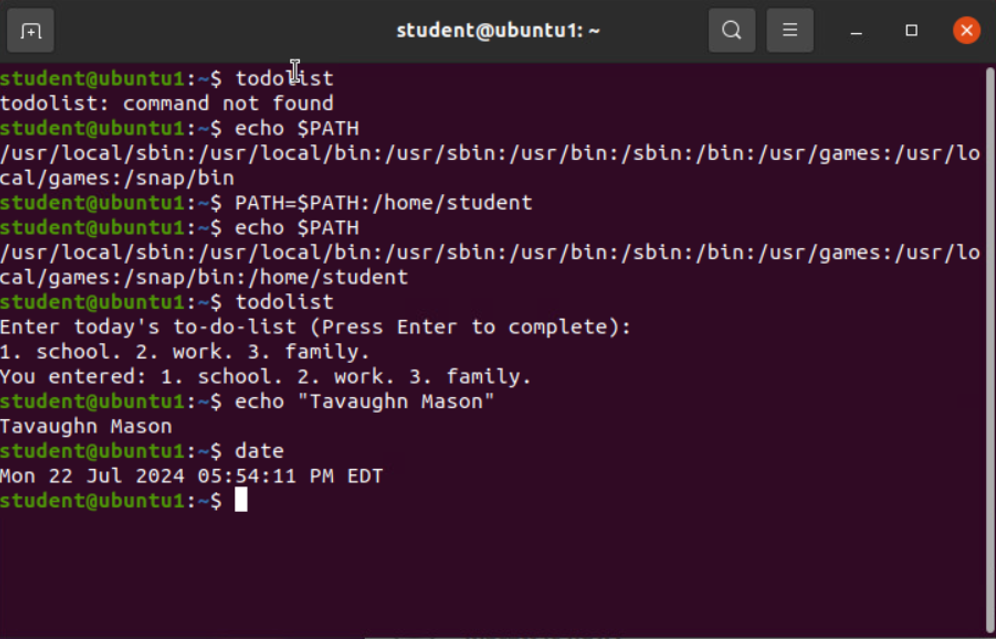 student@ubuntu1: ~
student@ubuntu1:~$ todolist
todolist: command not found
student@ubuntu1:~$ echo $PATH
/usr/local/sbin:/usr/local/bin:/usr/sbin:/usr/bin:/sbin:/bin:/usr/games:/usr/lo
cal/games:/snap/bin
student@ubuntu1:~$ PATH=$PATH:/home/student
student@ubuntu1:~$ echo $PATH
/usr/local/sbin:/usr/local/bin:/usr/sbin:/usr/bin:/sbin:/bin:/usr/games:/usr/lo
cal/games:/snap/bin:/home/student
student@ubuntu1:~$ todolist
Enter today's to-do-list (Press Enter to complete):
1. school. 2. work. 3. family.
You entered: 1. school. 2. work. 3. family.
student@ubuntu1:~$ echo "Tavaughn Mason"
Tavaughn Mason
student@ubuntu1:~$ date
Mon 22 Jul 2024 05:54:11 PM EDT
student@ubuntu1:~$